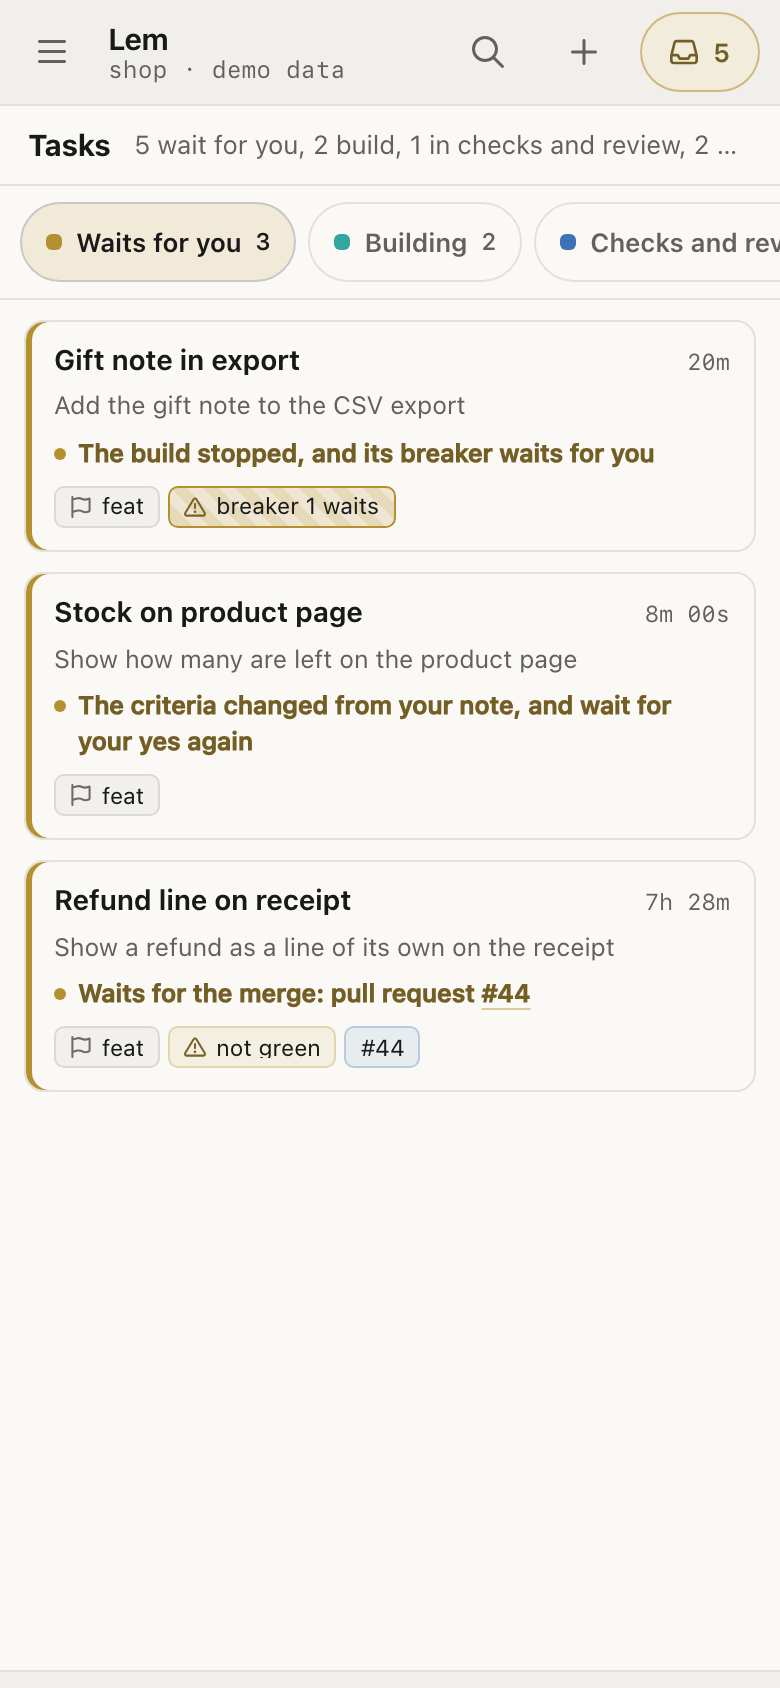 Lem
shop · demo data
5
Tasks 5 wait for you, 2 build, 1 in checks and review, 2 ...
Waits for you 3
Building 2
Checks and rev
Gift note in export 20m
Add the gift note to the CSV export
The build stopped, and its breaker waits for you
feat
breaker 1 waits
Stock on product page 8m 00s
Show how many are left on the product page
The criteria changed from your note, and wait for
your yes again
feat
Refund line on receipt 7h 28m
Show a refund as a line of its own on the receipt
Waits for the merge: pull request #44
feat
not green
#44